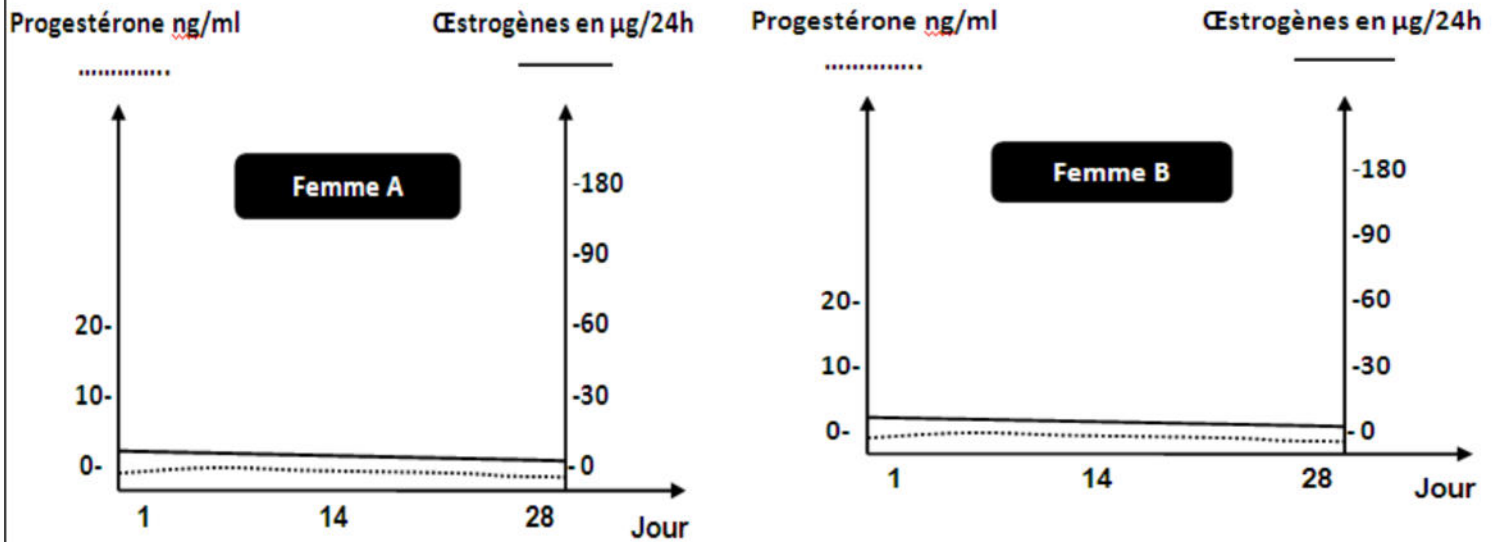 Progestérone ng/ml
Œstrogènes en µg/24h
Femme A
-180
-90
-60
-30
-0
20-
10-
0-
1
14
28
Jour
Progestérone ng/ml
Œstrogènes en µg/24h
Femme B
-180
-90
-60
-30
-0
20-
10-
0-
1
14
28
Jour